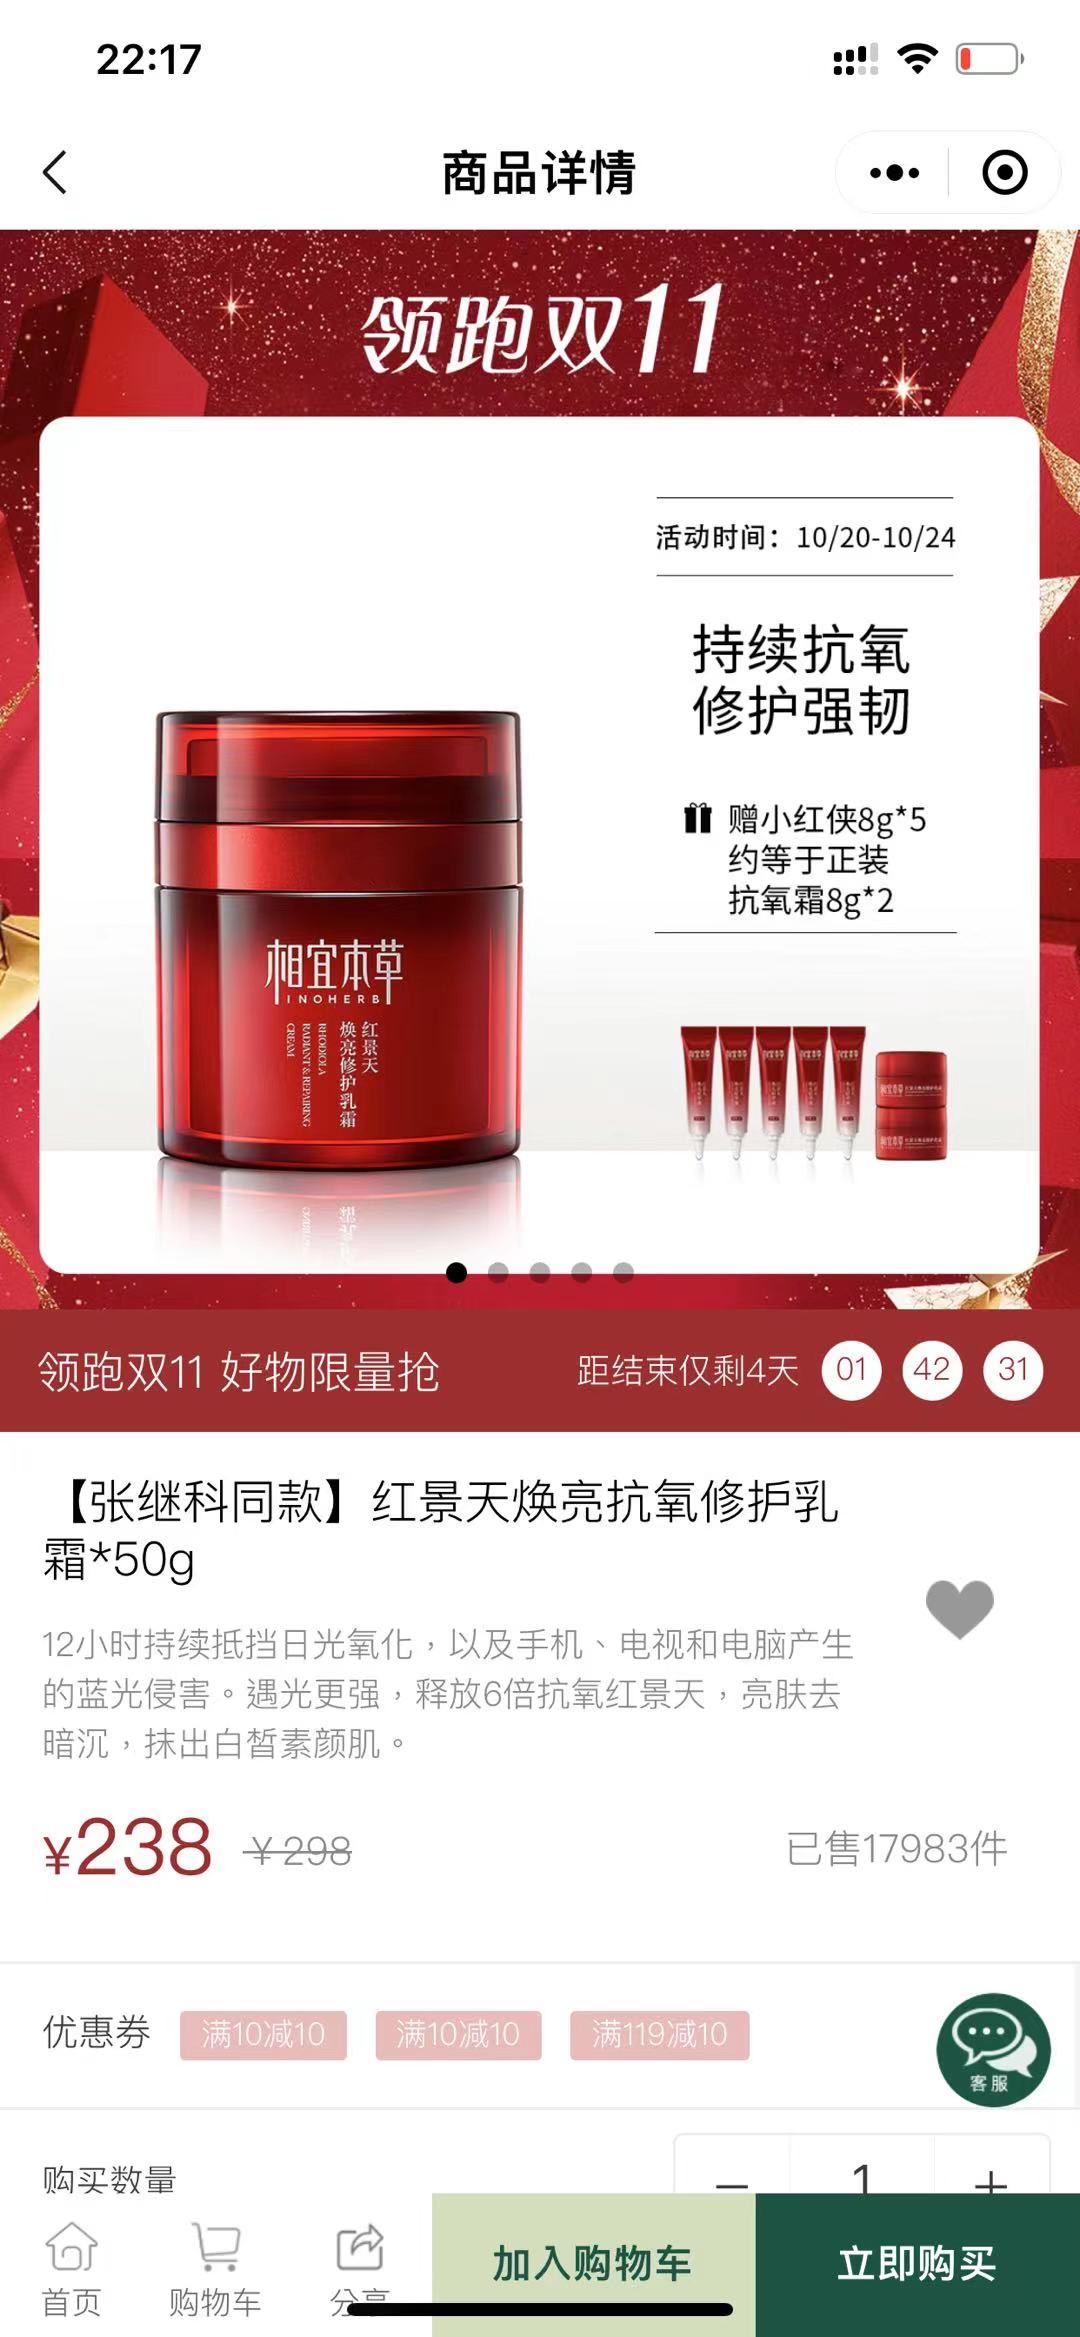 22:17
商品详情
领跑双11
活动时间：10/20-10/24
持续抗氧
修护强韧
赠小红侠8g*5
约等于正装
抗氧霜8g*2
相宜本草
INOHERB
红景天
焕亮修护乳霜
RHODIOLA
RADIANT & REPAIRING
CREAM
领跑双11 好物限量抢
距结束仅剩4天 01 42 31
【张继科同款】红景天焕亮抗氧修护乳
霜*50g
12小时持续抵挡日光氧化，以及手机、电视和电脑产生
的蓝光侵害。遇光更强，释放6倍抗氧红景天，亮肤去
暗沉，抹出白皙素颜肌。
¥238 ￥298 已售17983件
优惠券 满10减10 满10减10 满119减10
客服
购买数量 — 1 +
首页 购物车 分享 加入购物车 立即购买